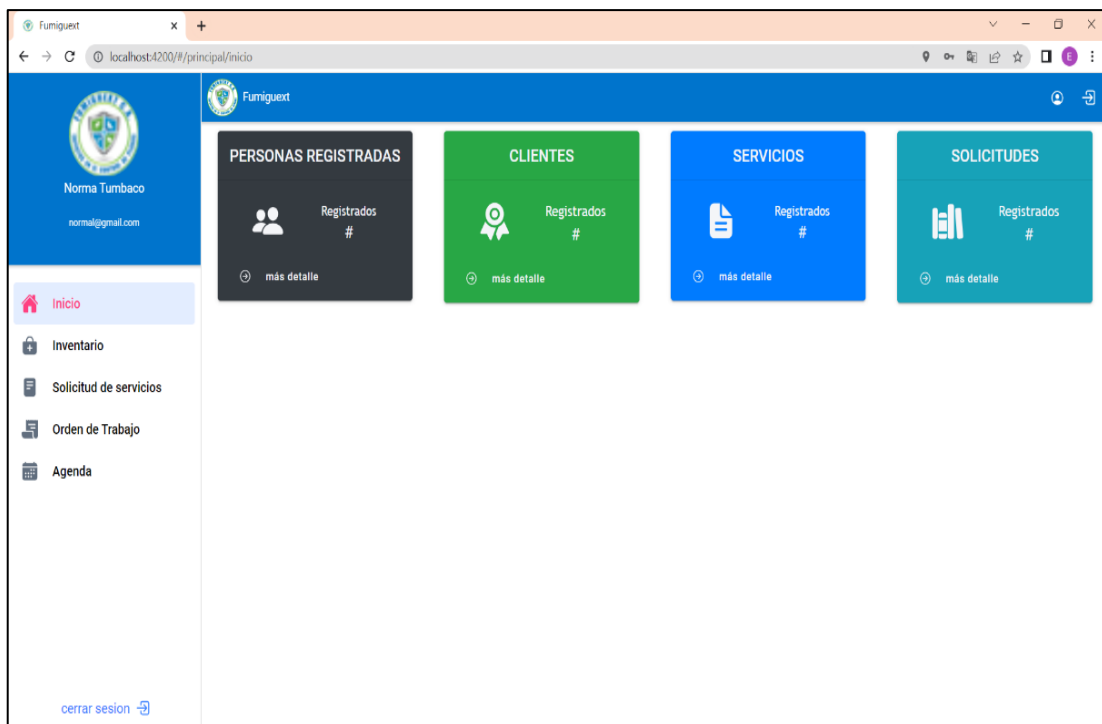 Fumiguext
localhost:4200/#/principal/inicio
E
Fumiguext
Norma Tumbaco
normal@gmail.com
Inicio
Inventario
Solicitud de servicios
Orden de Trabajo
Agenda
cerrar sesion
PERSONAS REGISTRADAS
Registrados
#
más detalle
CLIENTES
Registrados
#
más detalle
SERVICIOS
Registrados
#
más detalle
SOLICITUDES
Registrados
#
más detalle